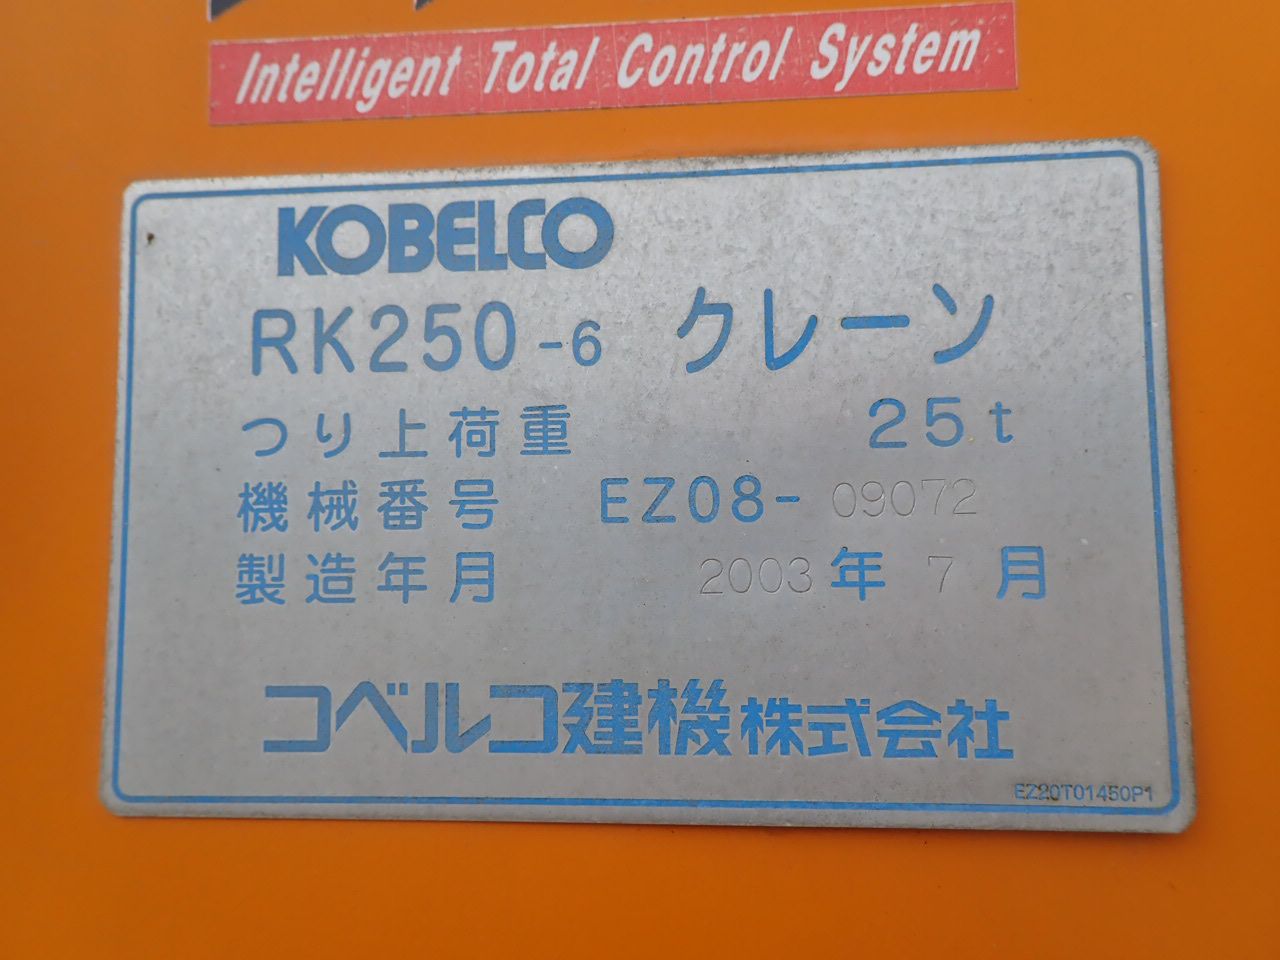 Intelligent Total Control System
KOBELCO
RK250-6 クレーン
つり上荷重 25t
機械番号 EZ08-09072
製造年月 2003年7月
コベルコ建機株式会社
EZ20T01450P1